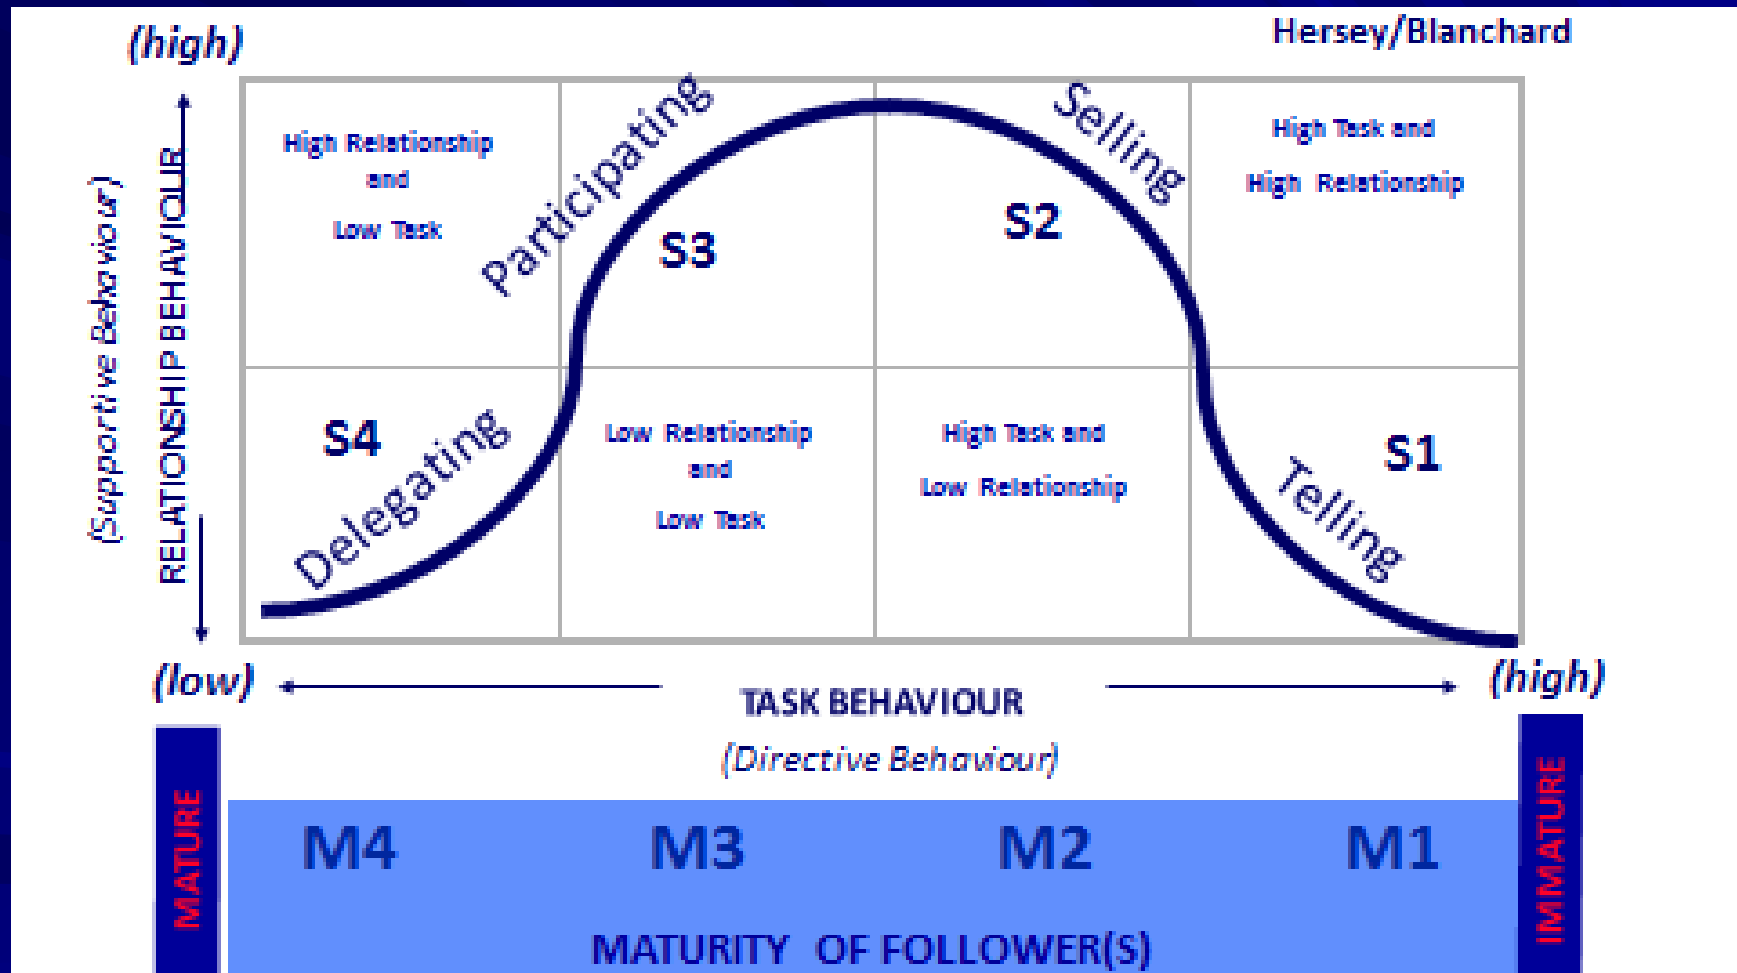 Hersey/Blanchard
(high)
(Supportive Behaviour)
RELATIONSHIP BEHAVIOUR
High Relationship
and
Low Task
Participating
S3
S2
Selling
High Task and
High Relationship
S4
Delegating
Low Relationship
and
Low Task
High Task and
Low Relationship
S1
Telling
(low)
TASK BEHAVIOUR
(high)
(Directive Behaviour)
MATURE
M4 M3 M2 M1
IMMATURE
MATURITY OF FOLLOWER(S)